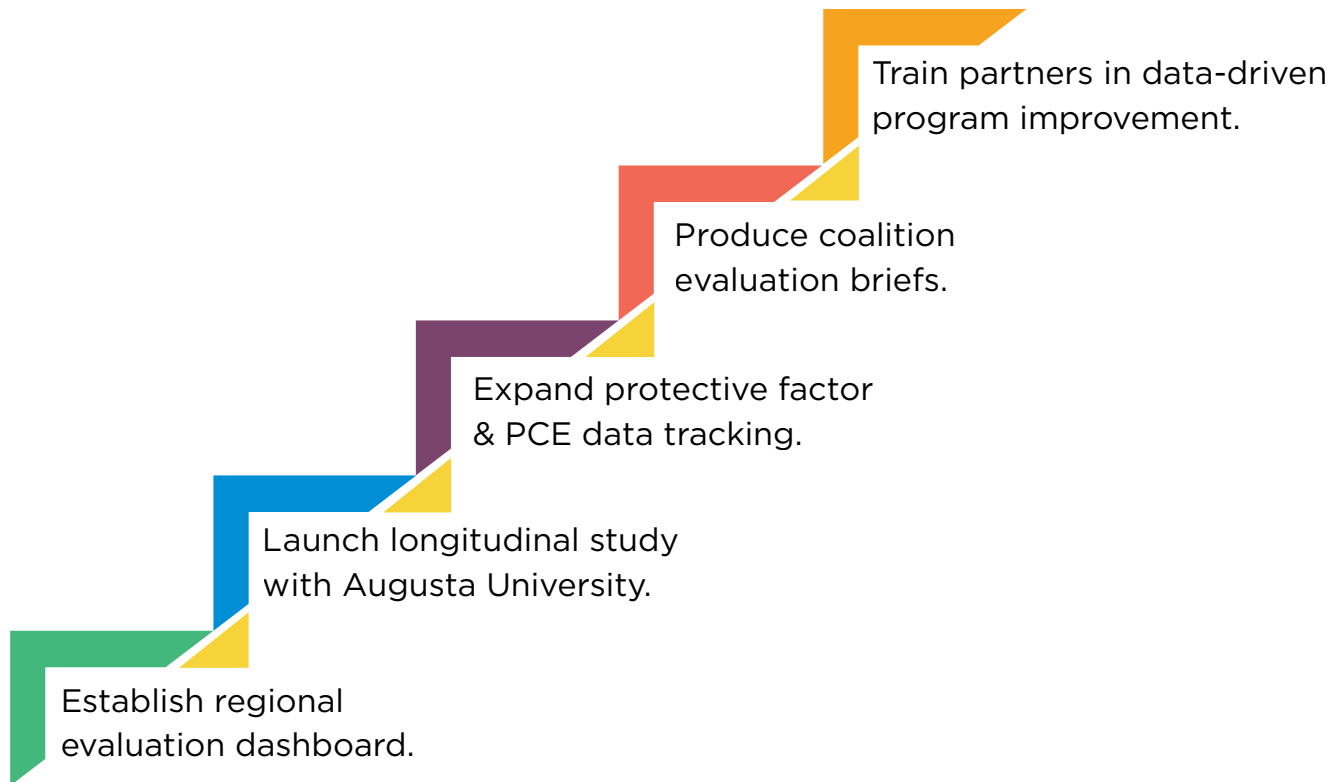 Train partners in data-driven
program improvement.
Produce coalition
evaluation briefs.
Expand protective factor
& PCE data tracking.
Launch longitudinal study
with Augusta University.
Establish regional
evaluation dashboard.